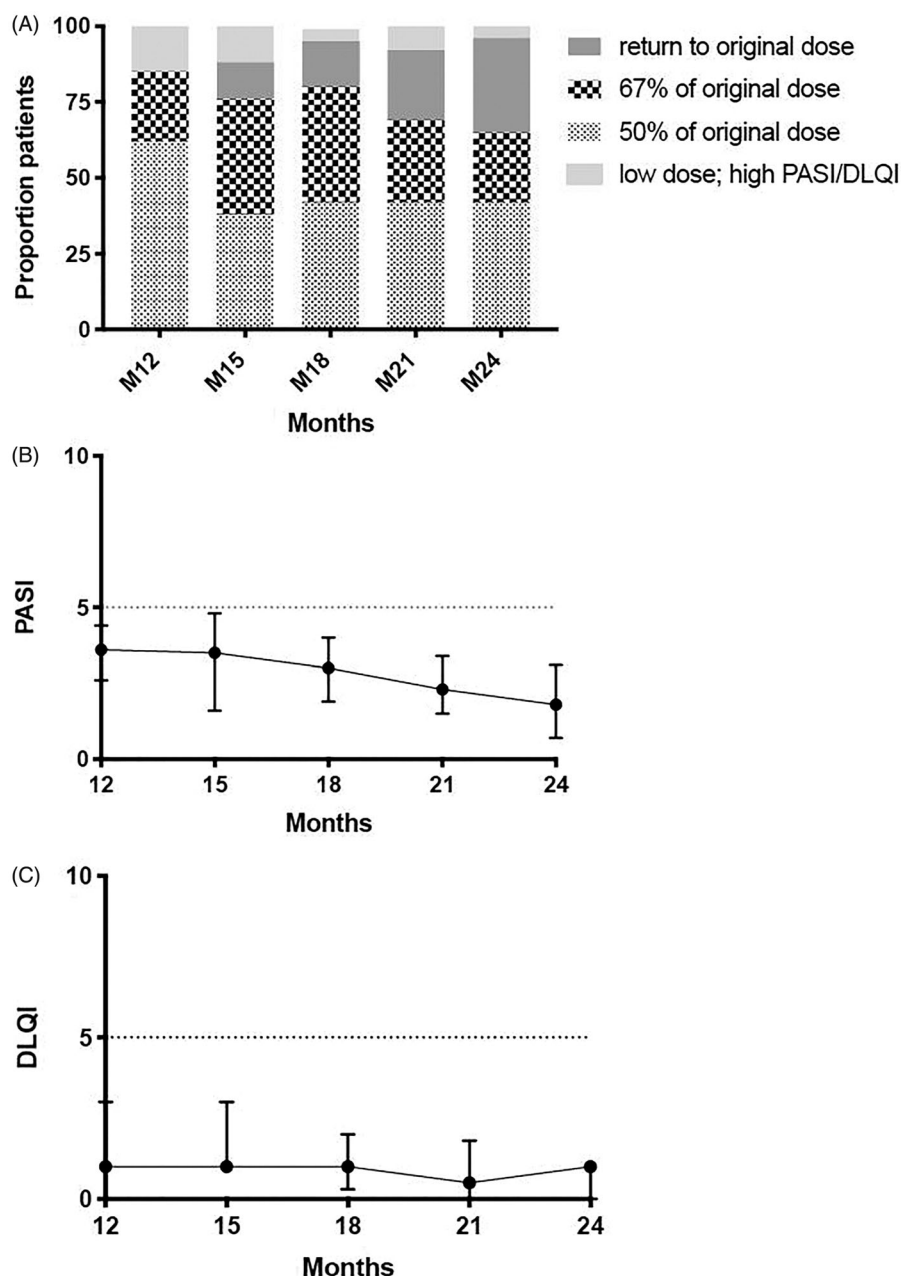 (A)
100
75
50
25
0
Proportion patients
M12
M15
M18
M21
M24
Months
return to original dose
67% of original dose
50% of original dose
low dose; high PASI/DLQI
(B)
10
5
0
PASI
12
15
18
21
24
Months
(C)
10
5
0
DLQI
12
15
18
21
24
Months